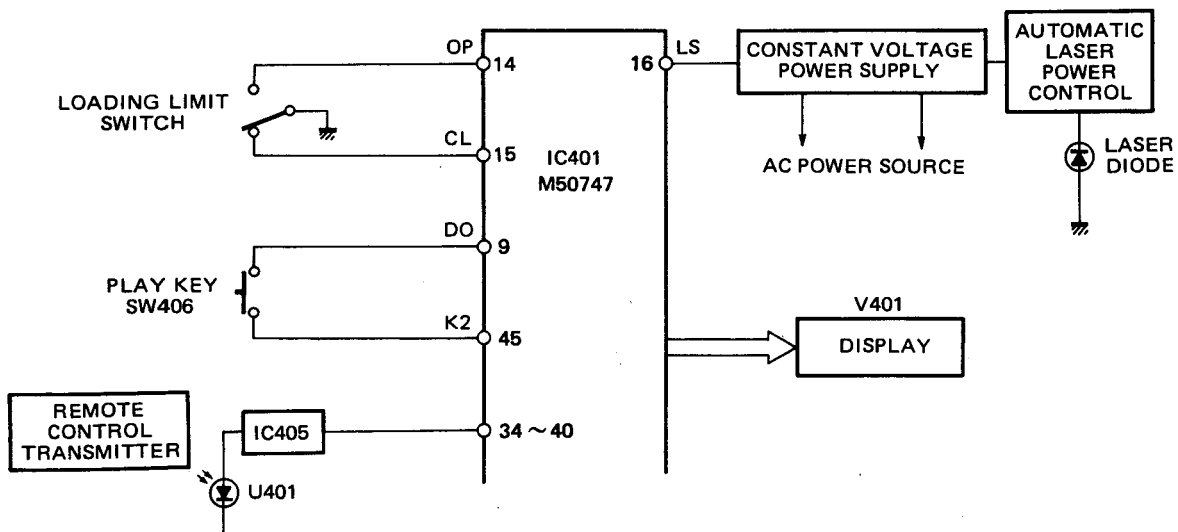 OP
14
LOADING LIMIT
SWITCH
CL
15
IC401
M50747
16
LS
CONSTANT VOLTAGE
POWER SUPPLY
AUTOMATIC
LASER
POWER
CONTROL
AC POWER SOURCE
LASER
DIODE
DO
9
PLAY KEY
SW406
K2
45
V401
DISPLAY
REMOTE
CONTROL
TRANSMITTER
IC405
34 ~ 40
U401